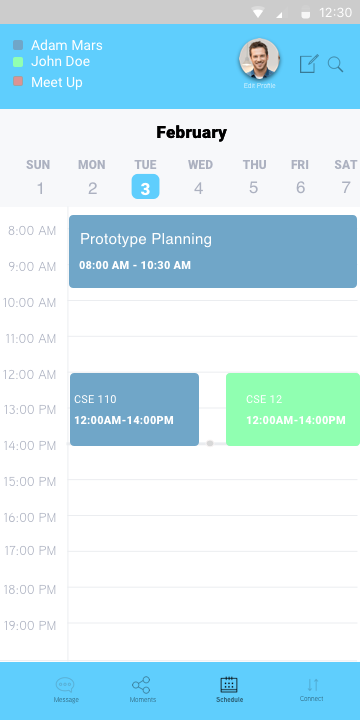 12:30
Adam Mars
John Doe
Meet Up
Edit Profile
February
SUN MON TUE WED THU FRI SAT
1 2 3 4 5 6 7
8:00 AM
Prototype Planning
08:00 AM - 10:30 AM
9:00 AM
10:00 AM
11:00 AM
12:00 AM
CSE 110
12:00AM-14:00PM
CSE 12
12:00AM-14:00PM
13:00 PM
14:00 PM
15:00 PM
16:00 PM
17:00 PM
18:00 PM
19:00 PM
Message Moments Schedule Connect